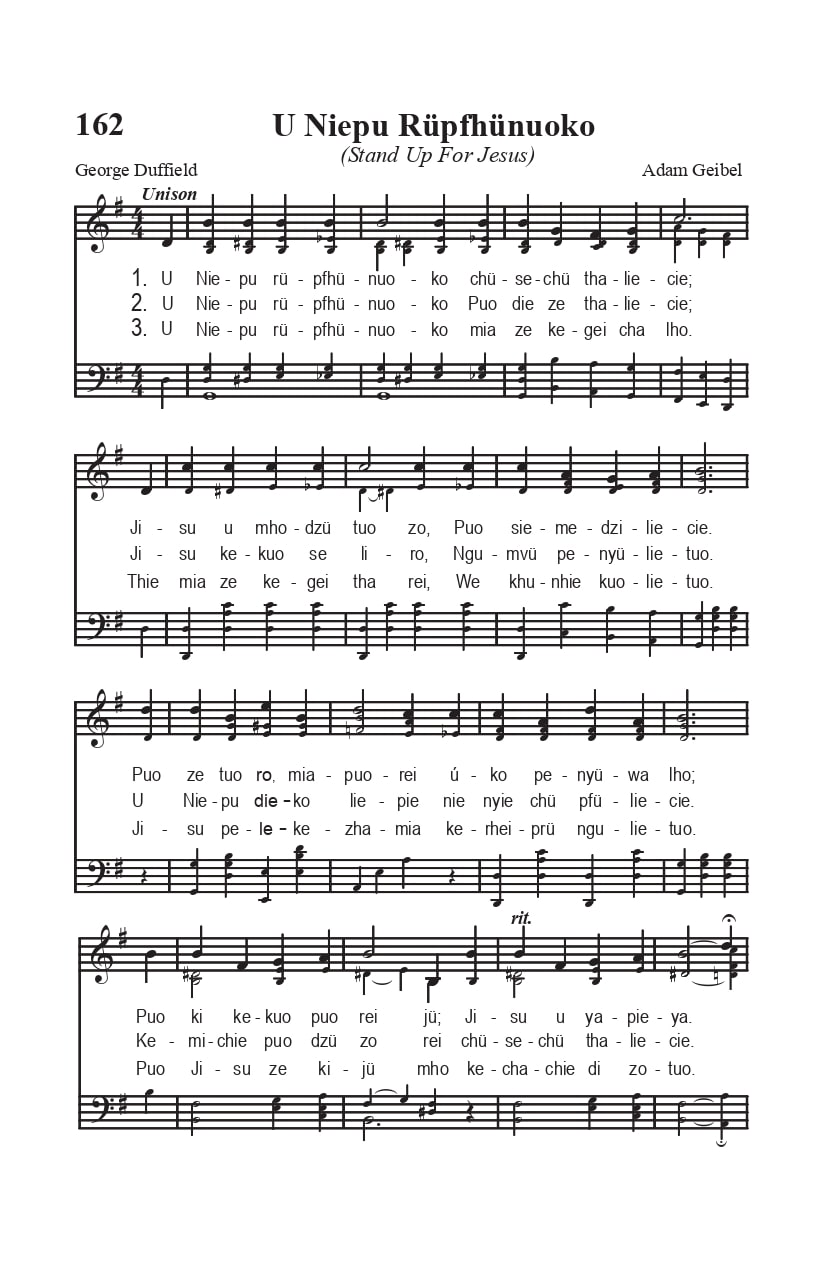 162
U Niepu Rüpfhünuoko
(Stand Up For Jesus)
George Duffield
Adam Geibel
Unison
1. U Nie - pu rü - pfhü - nuo - ko chü - se - chü tha - lie - cie;
2. U Nie - pu rü - pfhü - nuo - ko Puo die ze tha - lie - cie;
3. U Nie - pu rü - pfhü - nuo - ko mia ze ke - gei cha lho.
Ji - su u mho - dzü tuo zo, Puo sie - me - dzi - lie - cie.
Ji - su ke - kuo se li - ro, Ngu - mvü pe - nyü - lie - tuo.
Thie mia ze ke - gei tha rei, We khu - nhie kuo - lie - tuo.
Puo ze tuo ro, mia - puo - rei ú - ko pe - nyü - wa lho;
U Nie - pu die - ko lie - pie nie nyie chü pfü - lie - cie.
Ji - su pe - le - ke - zha - mia ke - rhei - prü ngu - lie - tuo.
rit.
Puo ki ke - kuo puo rei jü; Ji - su u ya - pie - ya.
Ke - mi - chie puo dzü zo rei chü - se - chü tha - lie - cie.
Puo Ji - su ze ki - jü mho ke - cha - chie di zo - tuo.